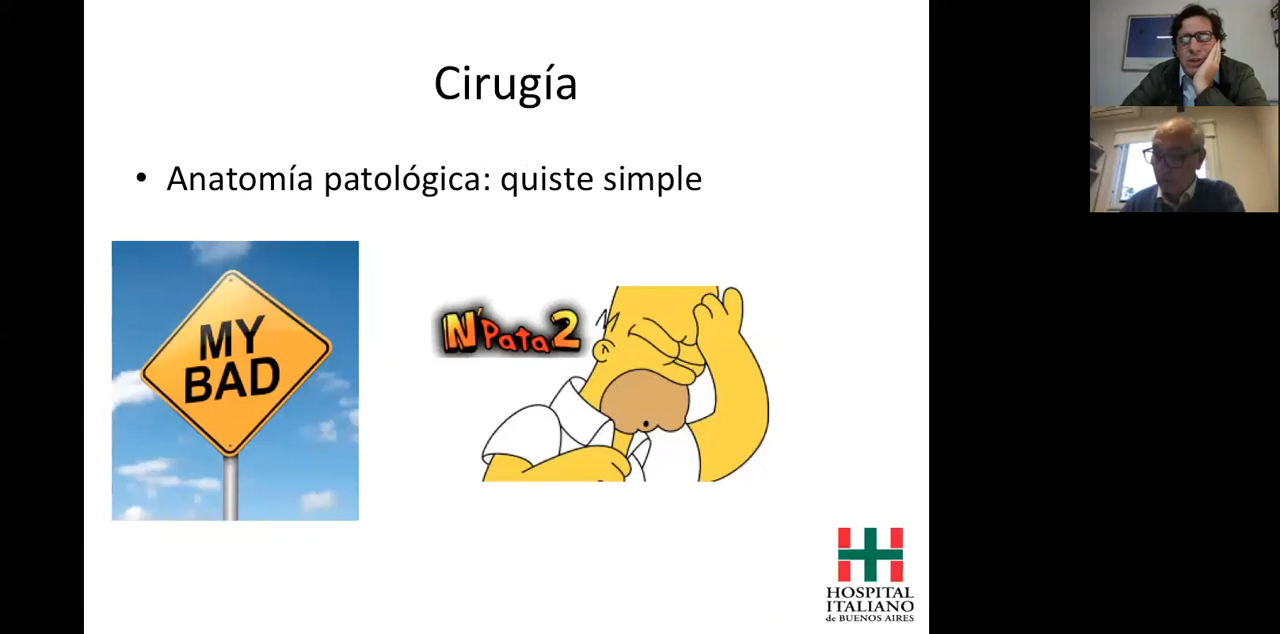 Cirugía
• Anatomía patológica: quiste simple
MY
BAD
N'Pata2
HOSPITAL
ITALIANO
de BUENOS AIRES